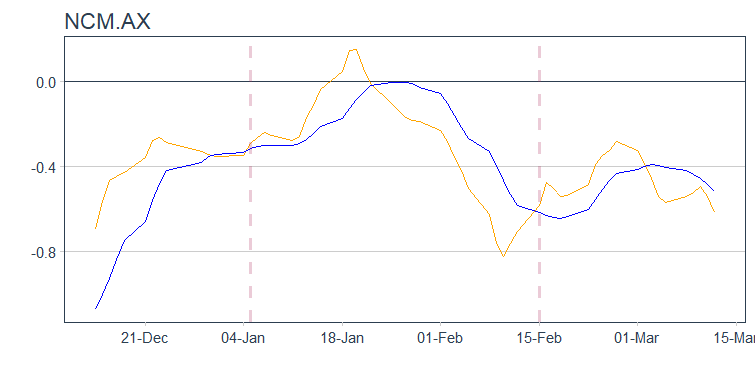 NCM.AX
0.0
-0.4
-0.8
21-Dec
04-Jan
18-Jan
01-Feb
15-Feb
01-Mar
15-Mar